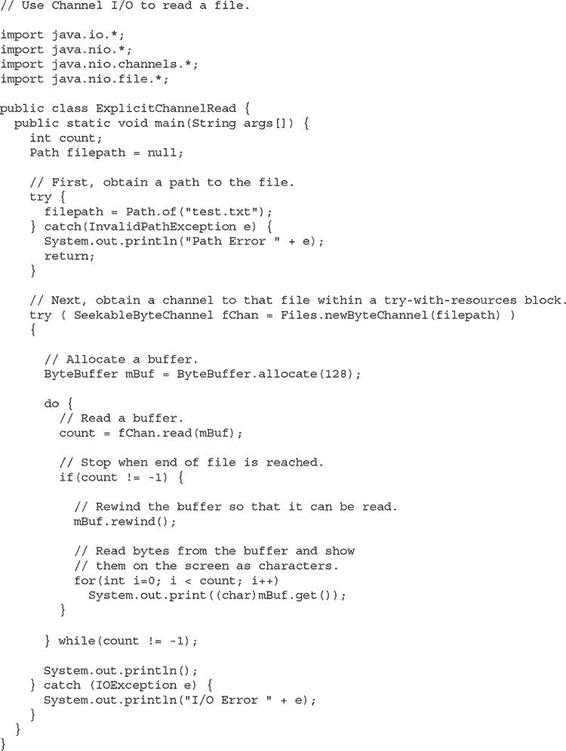 // Use Channel I/O to read a file.

import java.io.*;
import java.nio.*;
import java.nio.channels.*;
import java.nio.file.*;

public class ExplicitChannelRead {
  public static void main(String args[]) {
    int count;
    Path filepath = null;

    // First, obtain a path to the file.
    try {
      filepath = Path.of("test.txt");
    } catch(InvalidPathException e) {
      System.out.println("Path Error " + e);
      return;
    }

    // Next, obtain a channel to that file within a try-with-resources block.
    try ( SeekableByteChannel fChan = Files.newByteChannel(filepath) )
    {

      // Allocate a buffer.
      ByteBuffer mBuf = ByteBuffer.allocate(128);

      do {
        // Read a buffer.
        count = fChan.read(mBuf);

        // Stop when end of file is reached.
        if(count != -1) {

          // Rewind the buffer so that it can be read.
          mBuf.rewind();

          // Read bytes from the buffer and show
          // them on the screen as characters.
          for(int i=0; i < count; i++)
            System.out.print((char)mBuf.get());
        }

      } while(count != -1);

      System.out.println();
    } catch (IOException e) {
      System.out.println("I/O Error " + e);
    }
  }
}